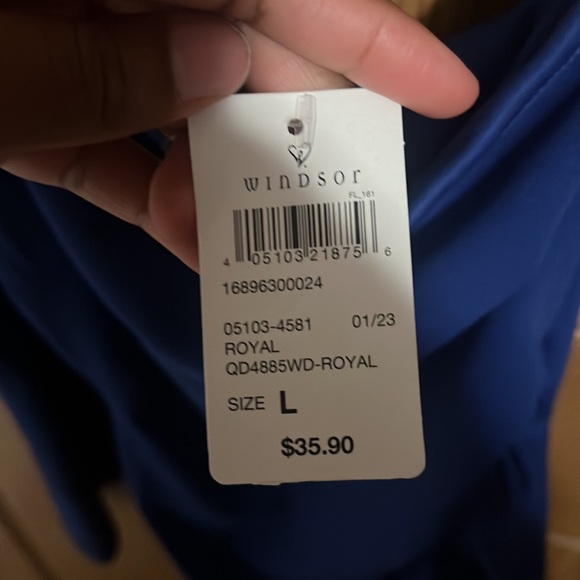 WINDSOR
FL_161
4 05103 21875 6
16896300024
05103-4581 01/23
ROYAL
QD4885WD-ROYAL
SIZE L
$35.90